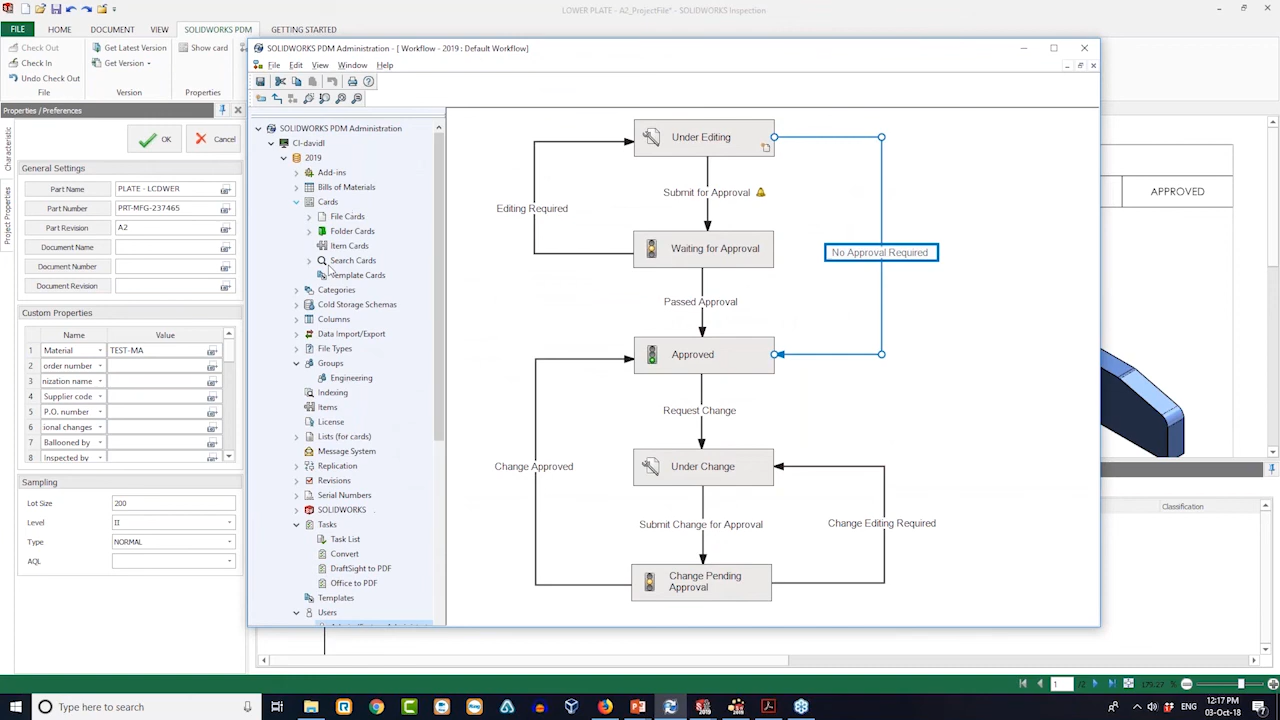 LOWER PLATE - A2_ProjectFile* - SOLIDWORKS Inspection
FILE
HOME
DOCUMENT
VIEW
SOLIDWORKS PDM
GETTING STARTED
Check Out
Check In
Undo Check Out
File
Get Latest Version
Get Version
Version
Show card
Properties
Properties / Preferences
OK
Cancel
Characteristic
Project Properties
General Settings
Part Name PLATE - LCDWER
Part Number PRT-MFG-237465
Part Revision A2
Document Name
Document Number
Document Revision
Custom Properties
Name Value
1 Material TEST-MA
2 order number
3 nization name
4 Supplier code
5 P.O. number
6 ional changes
7 Ballooned by
8 Inspected by
Sampling
Lot Size 200
Level II
Type NORMAL
AQL
SOLIDWORKS PDM Administration - [ Workflow - 2019 : Default Workflow]
File Edit View Window Help
SOLIDWORKS PDM Administration
CI-davidl
2019
Add-ins
Bills of Materials
Cards
File Cards
Folder Cards
Item Cards
Search Cards
Template Cards
Categories
Cold Storage Schemas
Columns
Data Import/Export
File Types
Groups
Engineering
Indexing
Items
License
Lists (for cards)
Message System
Replication
Revisions
Serial Numbers
SOLIDWORKS
Tasks
Task List
Convert
DraftSight to PDF
Office to PDF
Templates
Users
Under Editing
Submit for Approval
Editing Required
Waiting for Approval
No Approval Required
Passed Approval
Approved
Request Change
Under Change
Change Approved
Submit Change for Approval
Change Editing Required
Change Pending
Approval
APPROVED
Classification
1 /2
179.27 %
Type here to search
12:17 PM
03-Oct-18